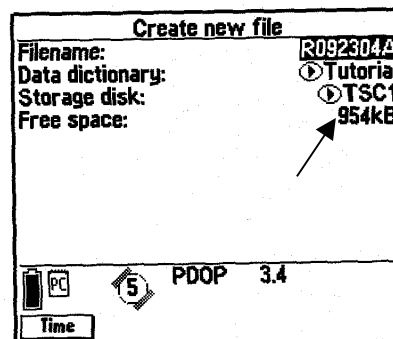 Create new file
Filename: R092304A
Data dictionary: Tutorial
Storage disk: TSC1
Free space: 954kB
PC 5 PDOP 3.4
Time